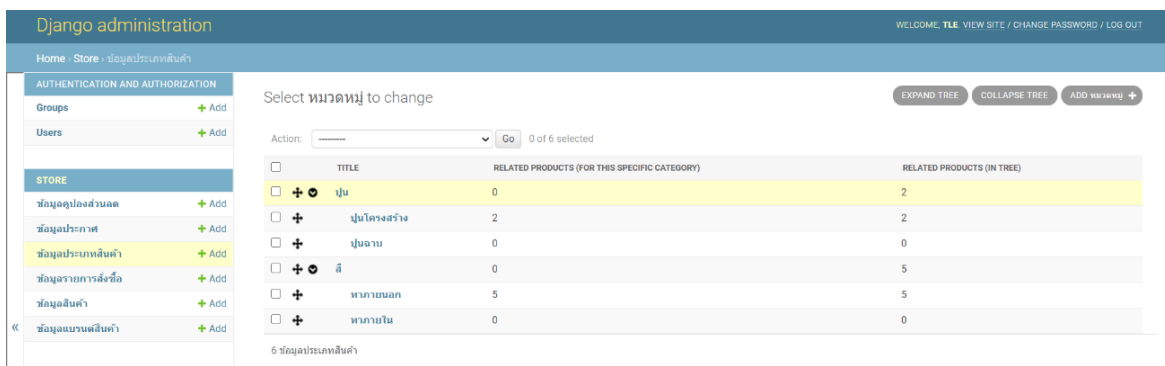 Django administration
WELCOME, TLE. VIEW SITE / CHANGE PASSWORD / LOG OUT
Home › Store › ข้อมูลประเภทสินค้า
AUTHENTICATION AND AUTHORIZATION
Groups + Add
Users + Add
STORE
ข้อมูลคูปองส่วนลด + Add
ข้อมูลประกาศ + Add
ข้อมูลประเภทสินค้า + Add
ข้อมูลรายการสั่งซื้อ + Add
ข้อมูลสินค้า + Add
ข้อมูลแบรนด์สินค้า + Add
«
Select หมวดหมู่ to change
EXPAND TREE COLLAPSE TREE ADD หมวดหมู่ +
Action: --------- Go 0 of 6 selected
TITLE RELATED PRODUCTS (FOR THIS SPECIFIC CATEGORY) RELATED PRODUCTS (IN TREE)
ปูน 0 2
ปูนโครงสร้าง 2 2
ปูนฉาบ 0 0
สี 0 5
ทาภายนอก 5 5
ทาภายใน 0 0
6 ข้อมูลประเภทสินค้า